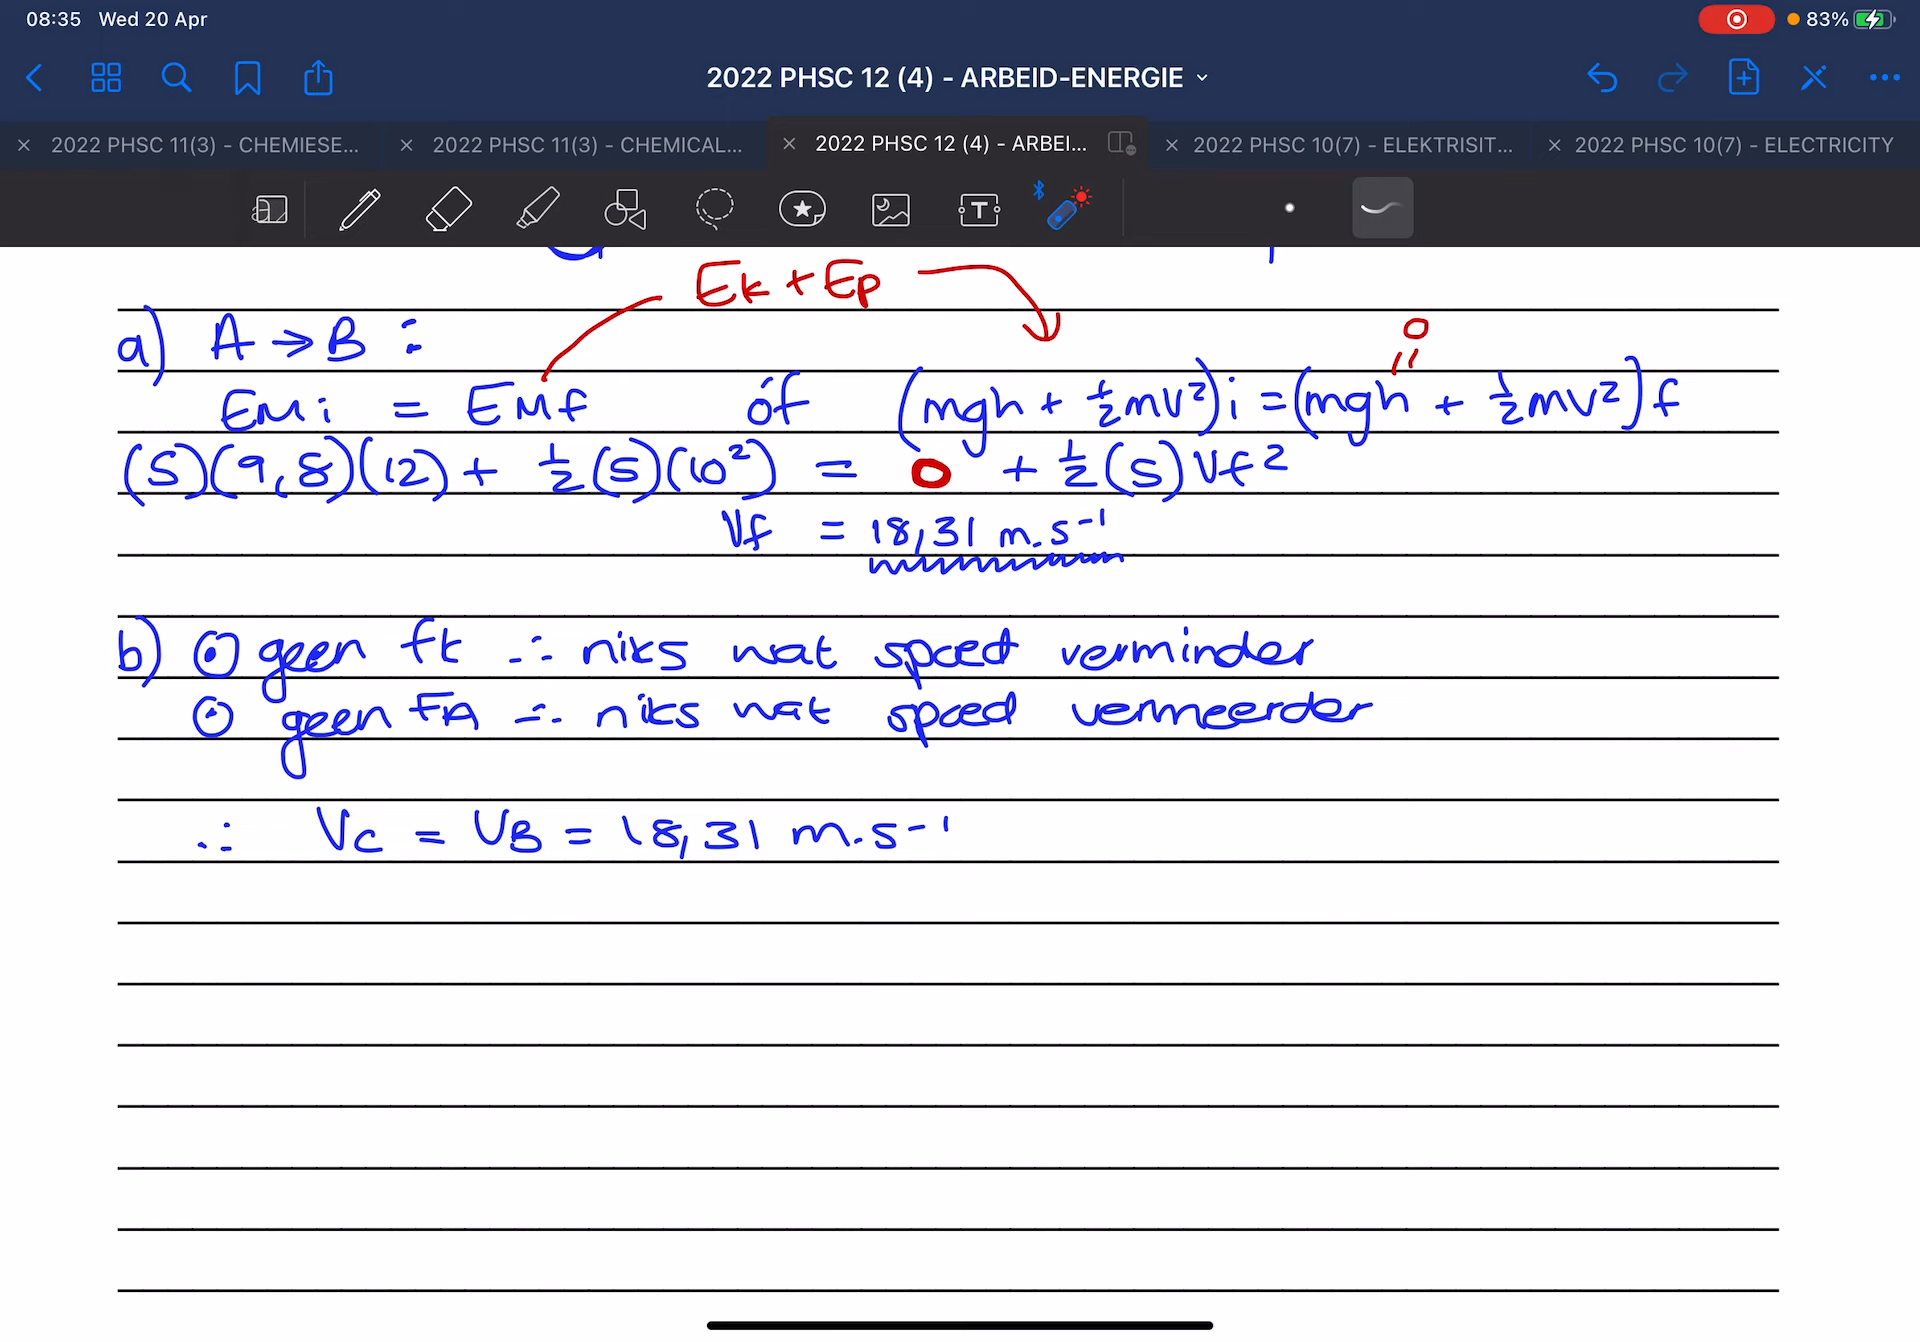 08:35 Wed 20 Apr
83%
2022 PHSC 12 (4) - ARBEID-ENERGIE
2022 PHSC 11(3) - CHEMIESE...
2022 PHSC 11(3) - CHEMICAL...
2022 PHSC 12 (4) - ARBEI...
2022 PHSC 10(7) - ELEKTRISIT...
2022 PHSC 10(7) - ELECTRICITY
T
Ek + Ep
a) A → B :
0
=
EMi = EMf óf (mgh + ½mv²)i = (mgh + ½mv²)f
(5)(9,8)(12) + ½(5)(10²) = 0 + ½(5)Vf²
Vf = 18,31 m.s⁻¹
b) ⊙ geen fk ∴ niks wat spoed verminder
⊙ geen FA ∴ niks wat spoed vermeerder
∴ Vc = VB = 18,31 m.s⁻¹